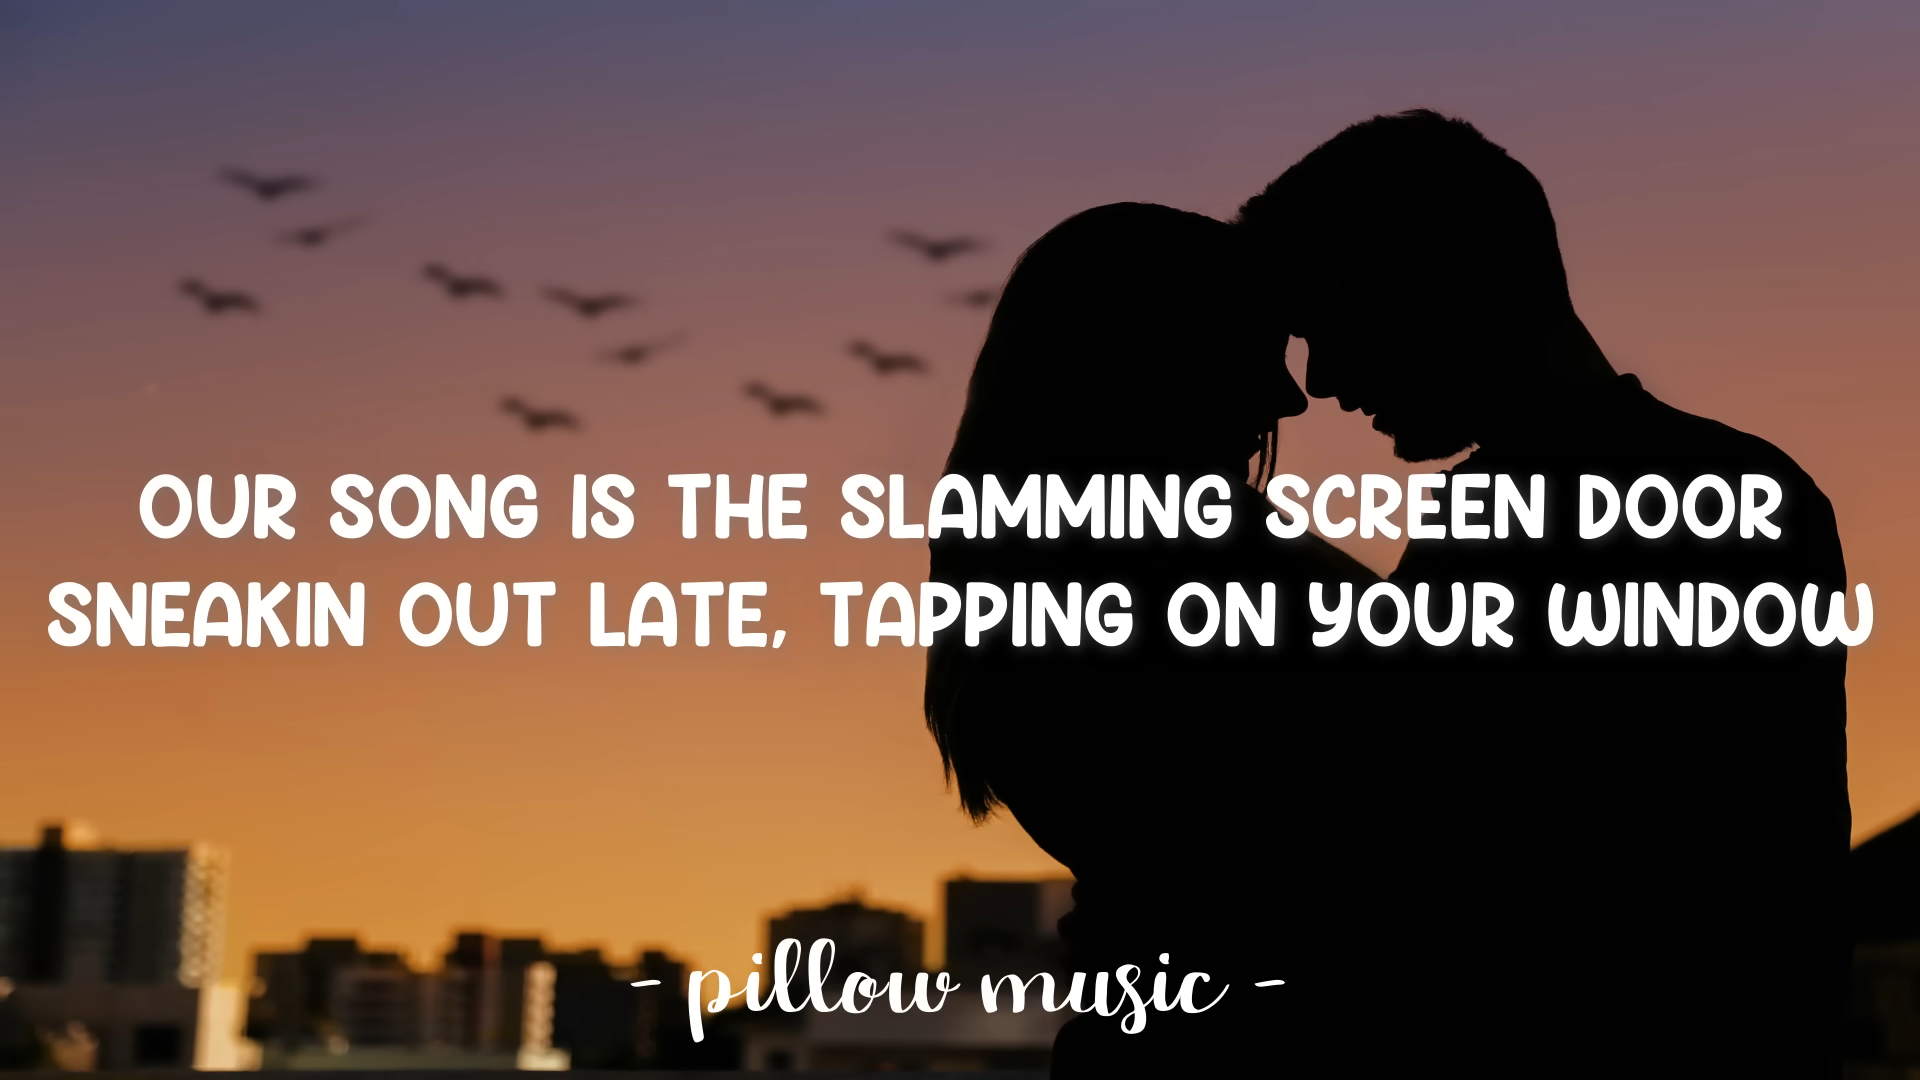 OUR SONG IS THE SLAMMING SCREEN DOOR
SNEAKIN OUT LATE, TAPPING ON YOUR WINDOW
- pillow music -